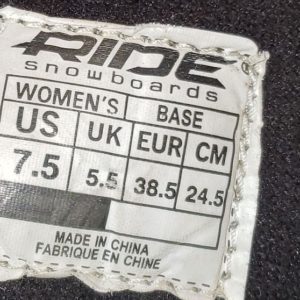 RIDE
snowboards
WOMEN'S BASE
US UK EUR CM
7.5 5.5 38.5 24.5
MADE IN CHINA
FABRIQUE EN CHINE